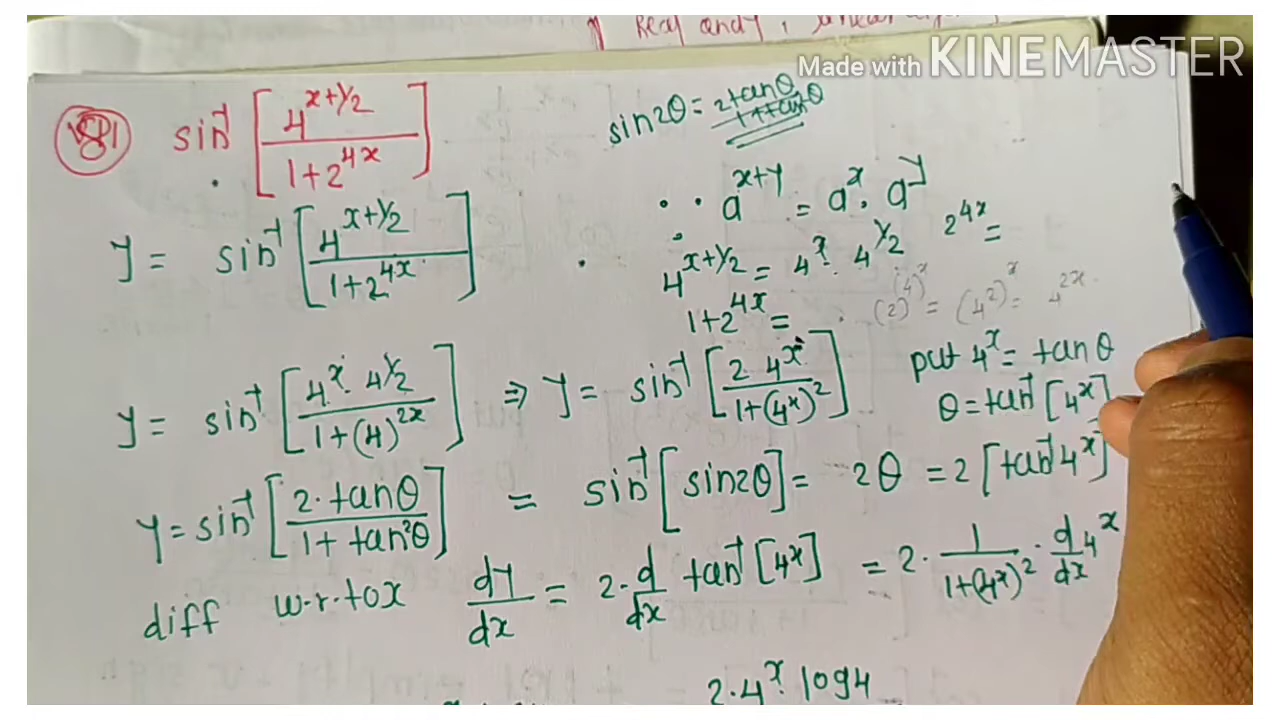 Real and
Made with KINEMASTER
sin⁻¹ [4^(x+1/2) / 1+2^(4x)]
sin2θ = 2tanθ / 1+tan²θ
y = sin⁻¹ [4^(x+1/2) / 1+2^(4x)]
∴ a^(x+y) = a^x . a^y
4^(x+1/2) = 4^x . 4^(1/2) 2^(4x) =
1+2^(4x) = (2)^(4)^x = (4²)^x = 4^(2x)
y = sin⁻¹ [4^x . 4^(1/2) / 1+(4)^(2x)] ⇒ y = sin⁻¹ [2 4^x / 1+(4^x)²] put 4^x = tanθ
θ = tan⁻¹ [4^x]
y = sin⁻¹ [2.tanθ / 1+tan²θ] = sin⁻¹ [sin2θ] = 2θ = 2 [tan⁻¹ 4^x]
diff w.r.tox dy/dx = 2.d/dx tan⁻¹ [4^x] = 2. 1/1+(4^x)² . d/dx 4^x
2.4^x log4